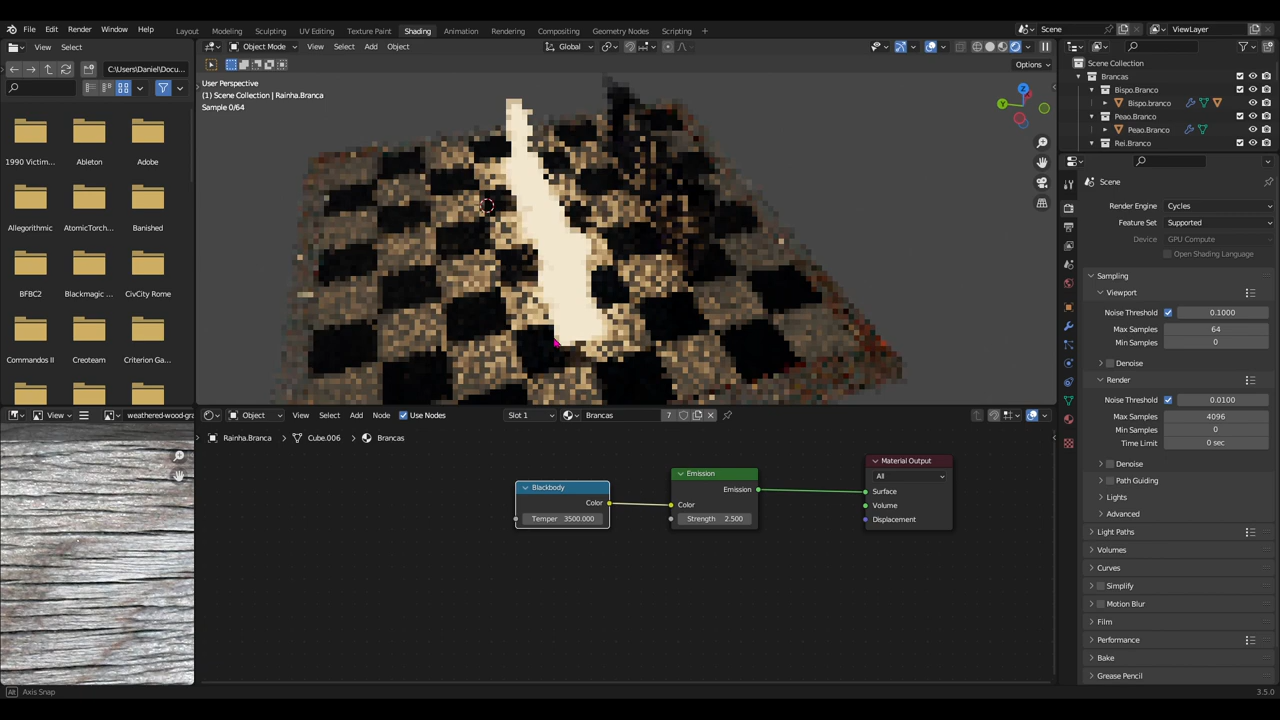 File Edit Render Window Help Layout Modeling Sculpting UV Editing Texture Paint Shading Animation Rendering Compositing Geometry Nodes Scripting + Scene ViewLayer
View Select Object Mode View Select Add Object Global
C:\Users\Daniel\Docu... Options
User Perspective
(1) Scene Collection | Rainha.Branca
Sample 0/64
1990 Victim... Ableton Adobe
Allegorithmic AtomicTorch... Banished
BFBC2 Blackmagic ... CivCity Rome
Commandos II Croteam Criterion Ga...
Y
Z
Scene Collection
Brancas
Bispo.Branco
Bispo.branco
Peao.Branco
Peao.Branco
Rei.Branco
Scene
Render Engine Cycles
Feature Set Supported
Device GPU Compute
Open Shading Language
Sampling
Viewport
Noise Threshold 0.1000
Max Samples 64
Min Samples 0
Denoise
Render
Noise Threshold 0.0100
Max Samples 4096
Min Samples 0
Time Limit 0 sec
Denoise
Path Guiding
Lights
Advanced
Light Paths
Volumes
Curves
Simplify
Motion Blur
Film
Performance
Bake
Grease Pencil
View weathered-wood-gra
Object View Select Add Node Use Nodes Slot 1 Brancas 7
Rainha.Branca > Cube.006 > Brancas
Blackbody
Color
Temper 3500.000
Emission
Emission
Color
Strength 2.500
Material Output
All
Surface
Volume
Displacement
Alt Axis Snap
3.5.0